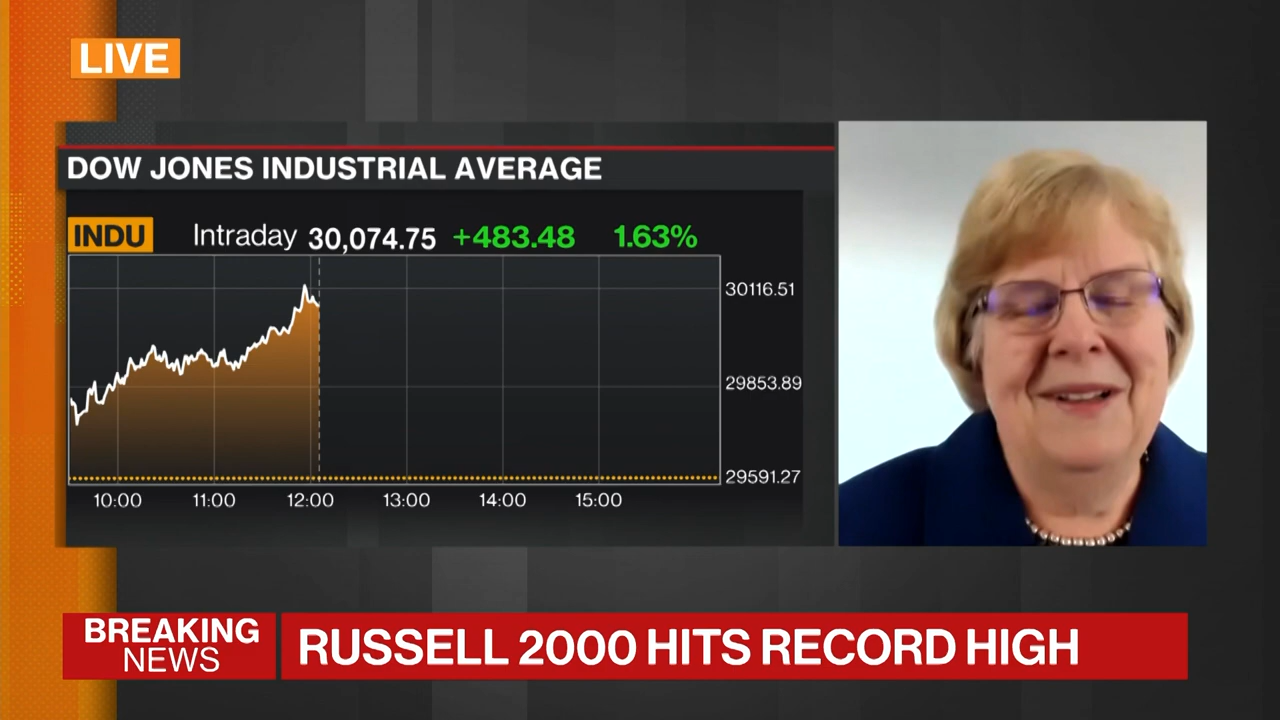 LIVE
DOW JONES INDUSTRIAL AVERAGE
INDU Intraday 30,074.75 +483.48 1.63%
30116.51
29853.89
29591.27
10:00 11:00 12:00 13:00 14:00 15:00
BREAKING NEWS
RUSSELL 2000 HITS RECORD HIGH